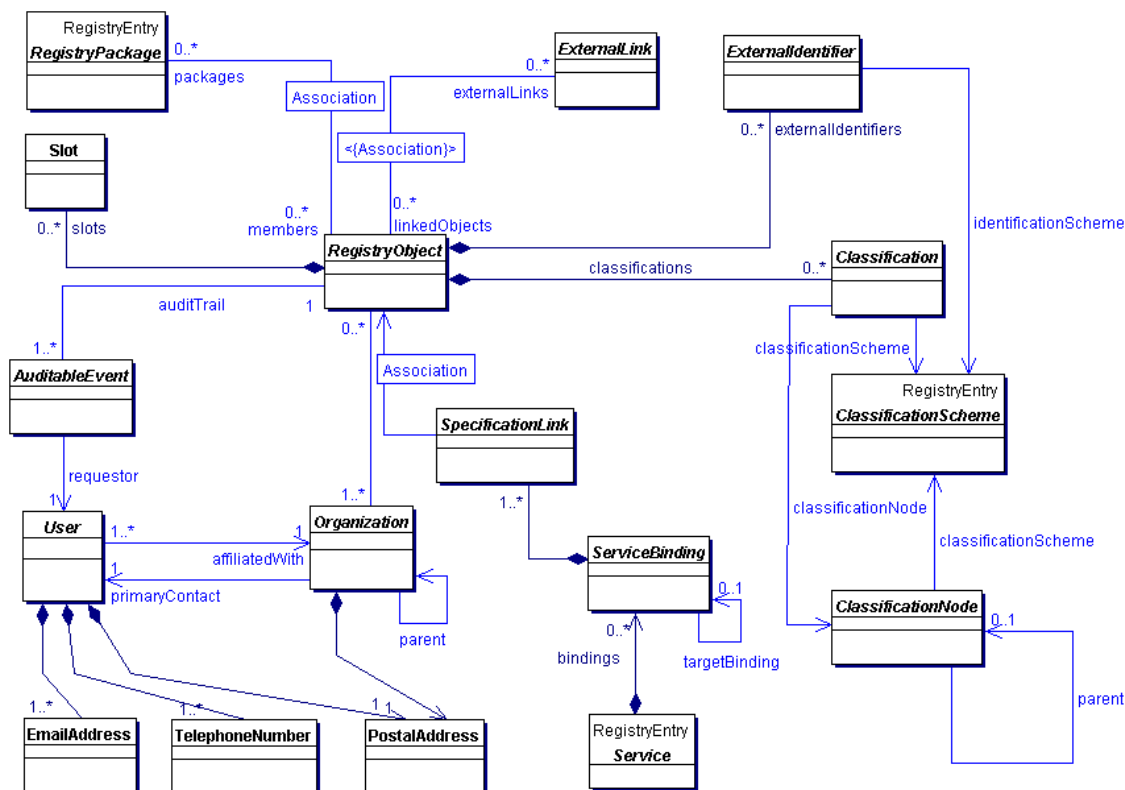 RegistryEntry
RegistryPackage
0..*
packages
Association
ExternalLink
0..*
externalLinks
<{Association}>
ExternalIdentifier
0..*
externalIdentifiers
Slot
0..*
slots
0..*
members
0..*
linkedObjects
identificationScheme
RegistryObject
classifications
0..*
Classification
auditTrail
1
0..*
1..*
classificationScheme
AuditableEvent
Association
RegistryEntry
ClassificationScheme
SpecificationLink
requestor
1
1..*
1..*
classificationNode
User
1..*
1
Organization
affiliatedWith
ServiceBinding
classificationScheme
1
primaryContact
0..1
ClassificationNode
0..1
parent
0..*
bindings
targetBinding
parent
1..*
1..*
1
1
EmailAddress
TelephoneNumber
PostalAddress
RegistryEntry
Service